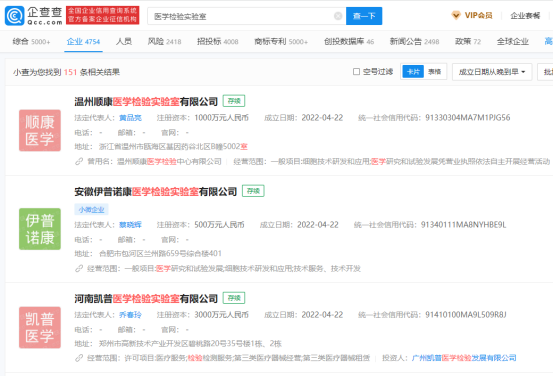 企查查
Qcc.com
全国企业信用查询系统
官方备案企业征信机构
医学检验实验室
查一下
VIP会员
企业套餐
综合 5000+ 企业 4754 人员 风险 2418 招投标 4008 商标专利 5000+ 创投数据库 46 新闻公告 2498 政策 72 全球企业
小查为您找到 151 条相关结果
空号过滤 卡片 表格 成立日期从晚到早
顺康
医学
温州顺康医学检验实验室有限公司 存续
法定代表人： 注册资本：1000万元人民币 成立日期：2022-04-22 统一社会信用代码：91330304MA7M1PJGS6
电话：- 邮箱：- 官网：-
地址：浙江省温州市瓯海区基因药谷北区B幢5002室
曾用名：温州顺康医学检验中心有限公司 经营范围：一般项目:细胞技术研发和应用;医学研究和试验发展凭营业执照依法自主开展经营活动
伊普
诺康
安徽伊普诺康医学检验实验室有限公司 存续
小微企业
法定代表人：蔡晓辉 注册资本：500万元人民币 成立日期：2022-04-22 统一社会信用代码：91340111MA8NYHBE9L
电话：- 邮箱：- 官网：-
地址：合肥市包河区兰州路659号综合楼401
经营范围：一般项目:医学研究和试验发展;细胞技术研发和应用;技术服务、技术开发
凯普
医学
河南凯普医学检验实验室有限公司 存续
法定代表人：乔春玲 注册资本：3000万元人民币 成立日期：2022-04-22 统一社会信用代码：91410100MA9L509R8J
电话：- 邮箱：- 官网：-
地址：郑州市高新技术产业开发区碧桃路20号35号楼1栋、2栋
经营范围：许可项目:医疗服务;检验检测服务;第三类医疗器械经营;第三类医疗器械租赁 投资人：广州凯普医学检验发展有限公司